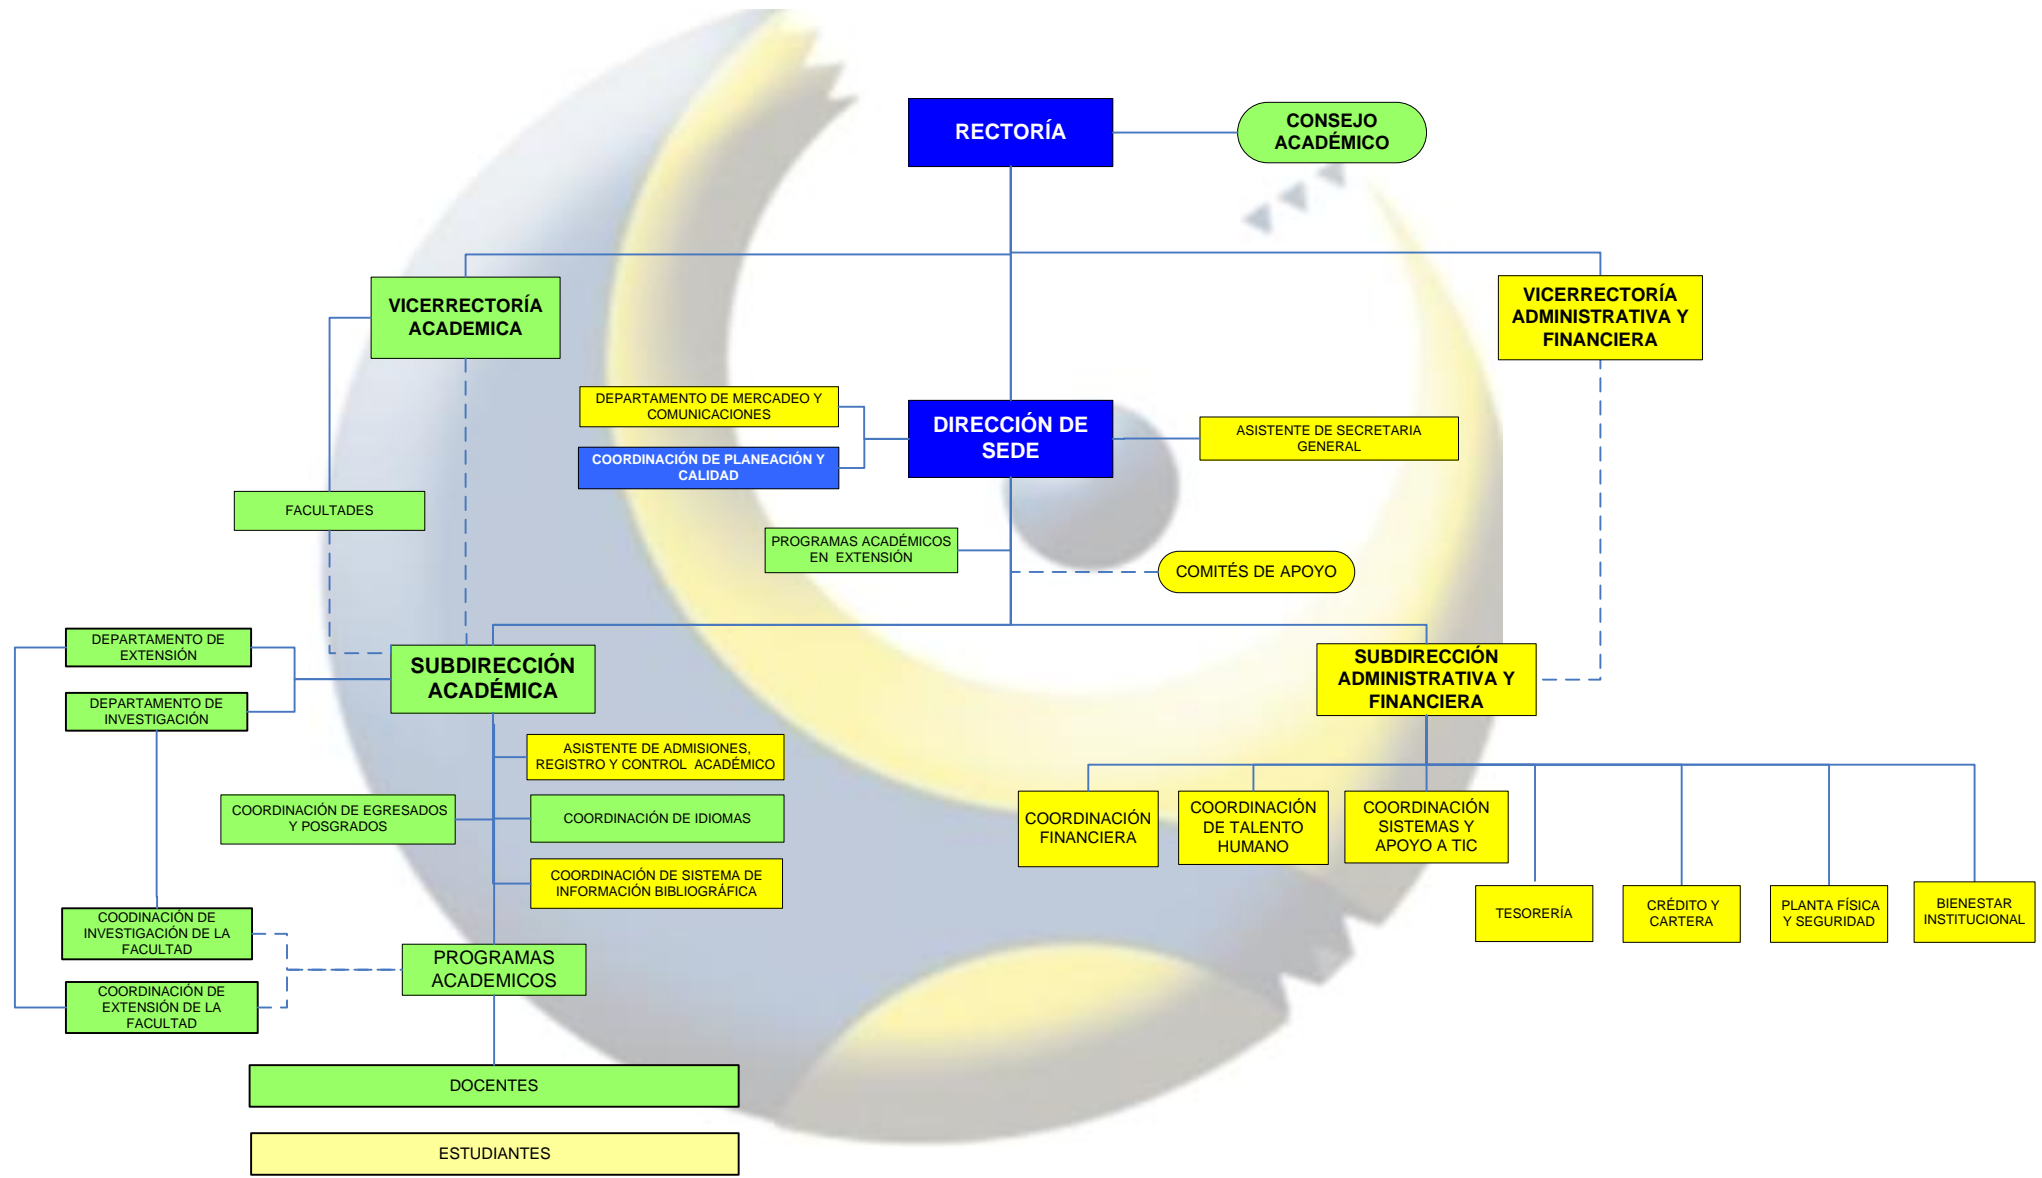 RECTORÍA
CONSEJO
ACADÉMICO
VICERRECTORÍA
ACADEMICA
VICERRECTORÍA
ADMINISTRATIVA Y
FINANCIERA
DEPARTAMENTO DE MERCADEO Y
COMUNICACIONES
COORDINACIÓN DE PLANEACIÓN Y
CALIDAD
DIRECCIÓN DE
SEDE
ASISTENTE DE SECRETARIA
GENERAL
FACULTADES
PROGRAMAS ACADÉMICOS
EN EXTENSIÓN
COMITÉS DE APOYO
DEPARTAMENTO DE
EXTENSIÓN
DEPARTAMENTO DE
INVESTIGACIÓN
SUBDIRECCIÓN
ACADÉMICA
SUBDIRECCIÓN
ADMINISTRATIVA Y
FINANCIERA
ASISTENTE DE ADMISIONES,
REGISTRO Y CONTROL ACADÉMICO
COORDINACIÓN DE EGRESADOS
Y POSGRADOS
COORDINACIÓN DE IDIOMAS
COORDINACIÓN DE SISTEMA DE
INFORMACIÓN BIBLIOGRÁFICA
COORDINACIÓN
FINANCIERA
COORDINACIÓN
DE TALENTO
HUMANO
COORDINACIÓN
SISTEMAS Y
APOYO A TIC
TESORERÍA
CRÉDITO Y
CARTERA
PLANTA FÍSICA
Y SEGURIDAD
BIENESTAR
INSTITUCIONAL
COODINACIÓN DE
INVESTIGACIÓN DE LA
FACULTAD
COORDINACIÓN DE
EXTENSIÓN DE LA
FACULTAD
PROGRAMAS
ACADEMICOS
DOCENTES
ESTUDIANTES